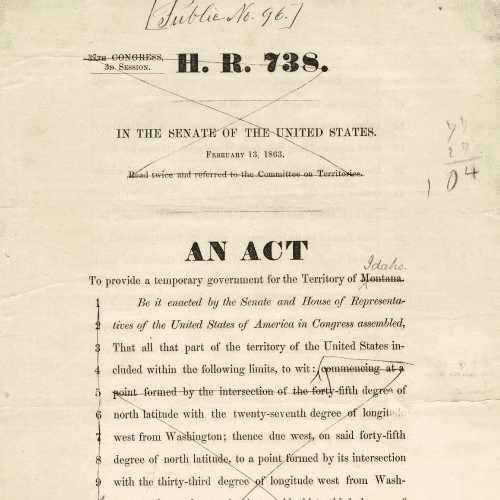 [Public No. 96.]
37TH CONGRESS,
3D SESSION.
H. R. 738.
IN THE SENATE OF THE UNITED STATES.
FEBRUARY 13, 1863.
Read twice and referred to the Committee on Territories.
AN ACT
Idaho.
To provide a temporary government for the Territory of Montana.
1 Be it enacted by the Senate and House of Representa-
2 tives of the United States of America in Congress assembled,
3 That all that part of the territory of the United States in-
4 cluded within the following limits, to wit: commencing at a
5 point formed by the intersection of the forty-fifth degree of
6 north latitude with the twenty-seventh degree of longitude
7 west from Washington; thence due west, on said forty-fifth
8 degree of north latitude, to a point formed by its intersection
9 with the thirty-third degree of longitude west from Wash-